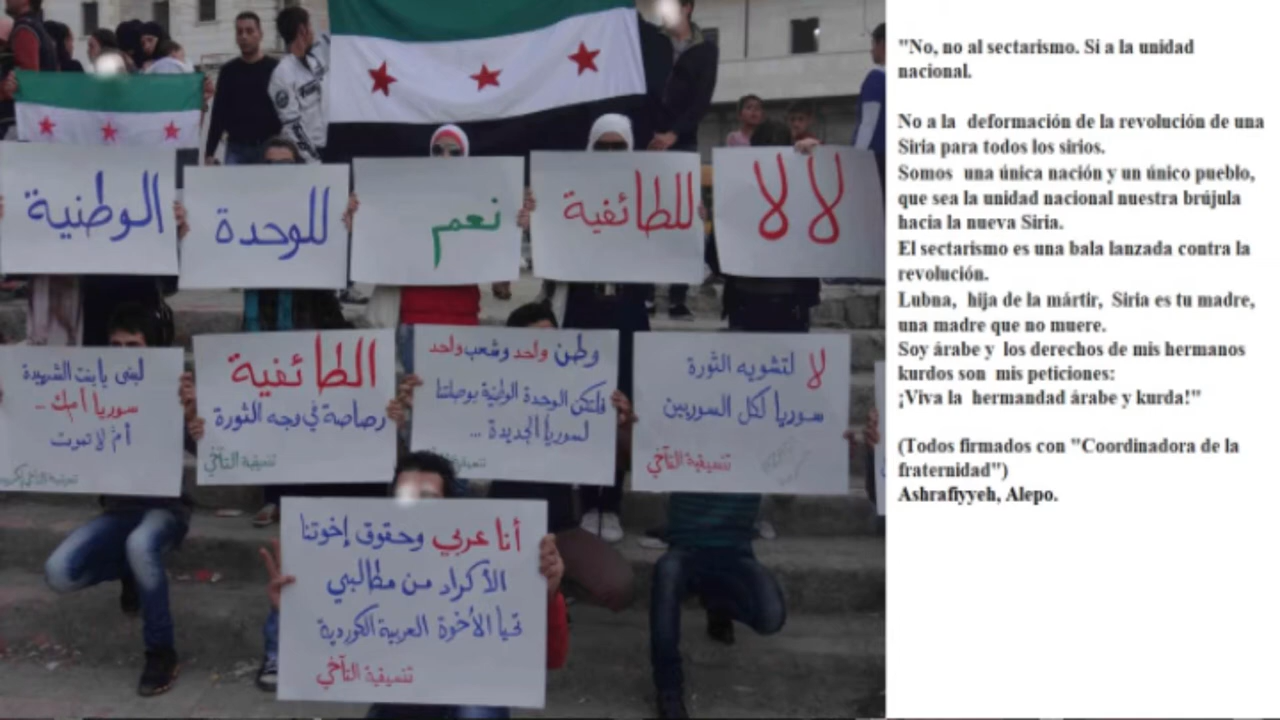 لا لا
للطائفية
نعم
للوحدة
الوطنية
لا لتشويه الثورة
سوريا لكل السوريين
تنسيقية التآخي
وطن واحد وشعب واحد
فلتكن الوحدة الوطنية بوصلتنا
لسوريا الجديدة ...
الطائفية
رصاصة في وجه الثورة
تنسيقية التآخي
لبنى يا بنت الشهيدة
سوريا أمك ..
أم لا تموت
أنا عربي وحقوق إخوتنا
الأكراد من مطالبي
تحيا الأخوة العربية الكوردية
تنسيقية التآخي
"No, no al sectarismo. Si a la unidad
nacional.
No a la deformación de la revolución de una
Siria para todos los sirios.
Somos una única nación y un único pueblo,
que sea la unidad nacional nuestra brújula
hacia la nueva Siria.
El sectarismo es una bala lanzada contra la
revolución.
Lubna, hija de la mártir, Siria es tu madre,
una madre que no muere.
Soy árabe y los derechos de mis hermanos
kurdos son mis peticiones:
¡Viva la hermandad árabe y kurda!"
(Todos firmados con "Coordinadora de la
fraternidad")
Ashrafiyyeh, Alepo.